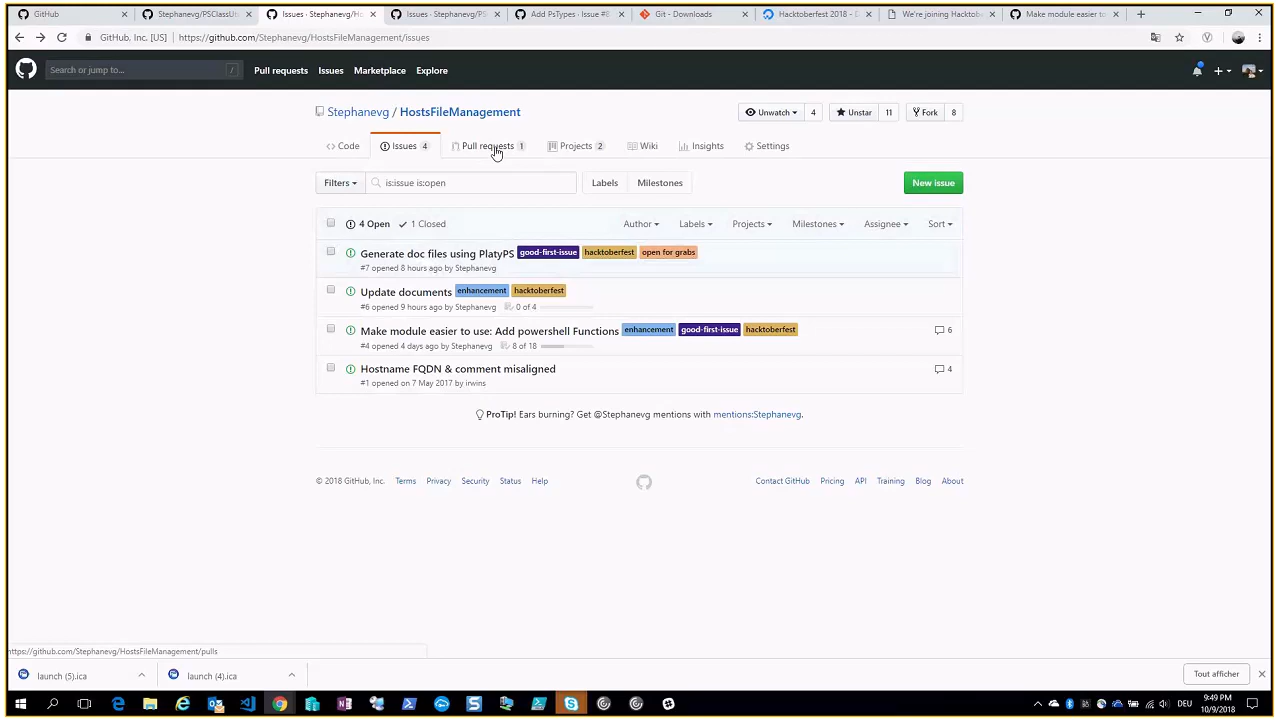 GitHub
Stephanevg/PSClassUt
Issues · Stephanevg/H
Issues · Stephanevg/PS
Add PsTypes · Issue #8
Git - Downloads
Hacktoberfest 2018 -
We're joining Hacktob
Make module easier to
GitHub, Inc. [US]
https://github.com/Stephanevg/HostsFileManagement/issues
Search or jump to...
/
Pull requests
Issues
Marketplace
Explore
Stephanevg / HostsFileManagement
Unwatch
4
Unstar
11
Fork
8
Code
Issues 4
Pull requests 1
Projects 2
Wiki
Insights
Settings
Filters
is:issue is:open
Labels
Milestones
New issue
4 Open
1 Closed
Author
Labels
Projects
Milestones
Assignee
Sort
Generate doc files using PlatyPS good-first-issue hacktoberfest open for grabs
#7 opened 8 hours ago by Stephanevg
Update documents enhancement hacktoberfest
#6 opened 9 hours ago by Stephanevg 0 of 4
Make module easier to use: Add powershell Functions enhancement good-first-issue hacktoberfest 6
#4 opened 4 days ago by Stephanevg 8 of 18
Hostname FQDN & comment misaligned 4
#1 opened on 7 May 2017 by irwins
ProTip! Ears burning? Get @Stephanevg mentions with mentions:Stephanevg.
© 2018 GitHub, Inc.
Terms
Privacy
Security
Status
Help
Contact GitHub
Pricing
API
Training
Blog
About
https://github.com/Stephanevg/HostsFileManagement/pulls
launch (5).ica
launch (4).ica
Tout afficher
DEU
9:49 PM
10/9/2018